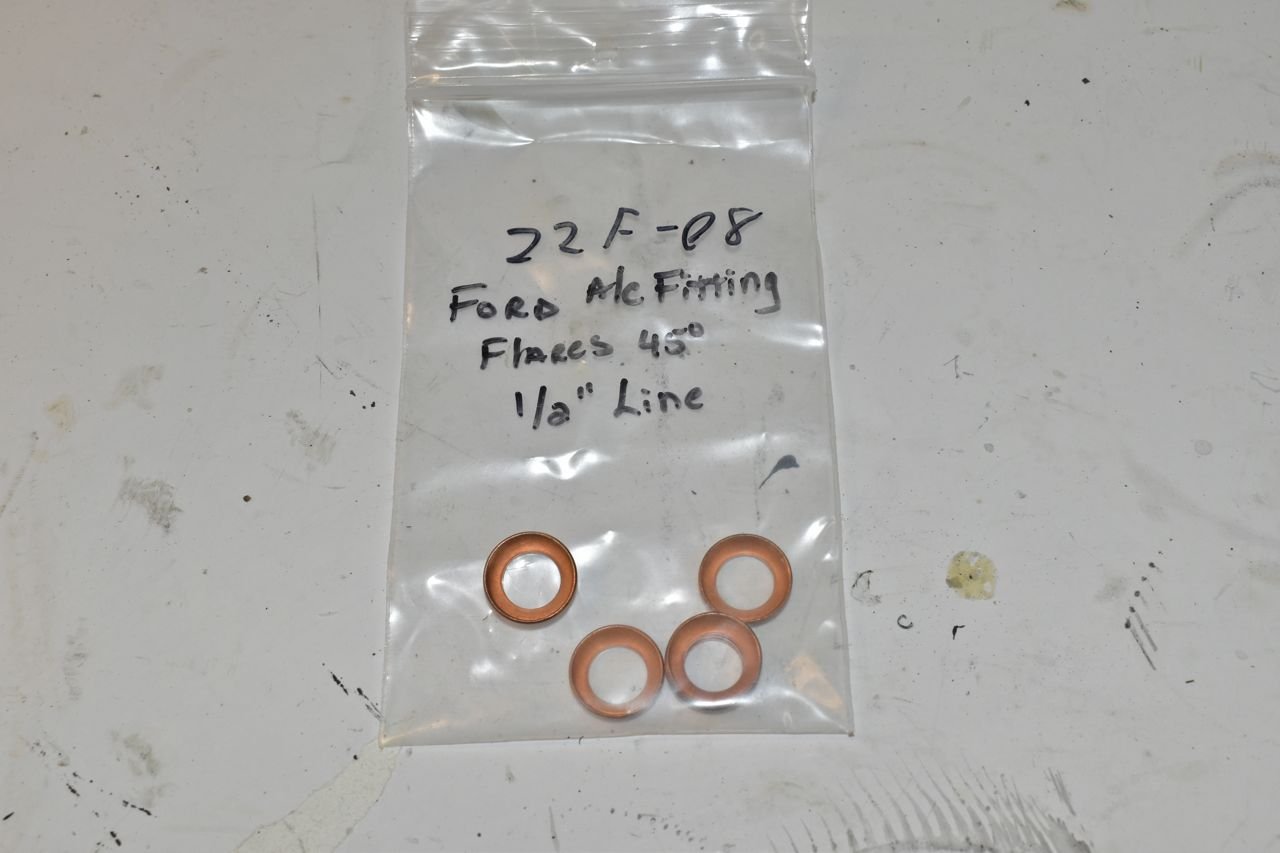 22F-08
FORD A/c Fitting
Flares 45°
1/2" Line